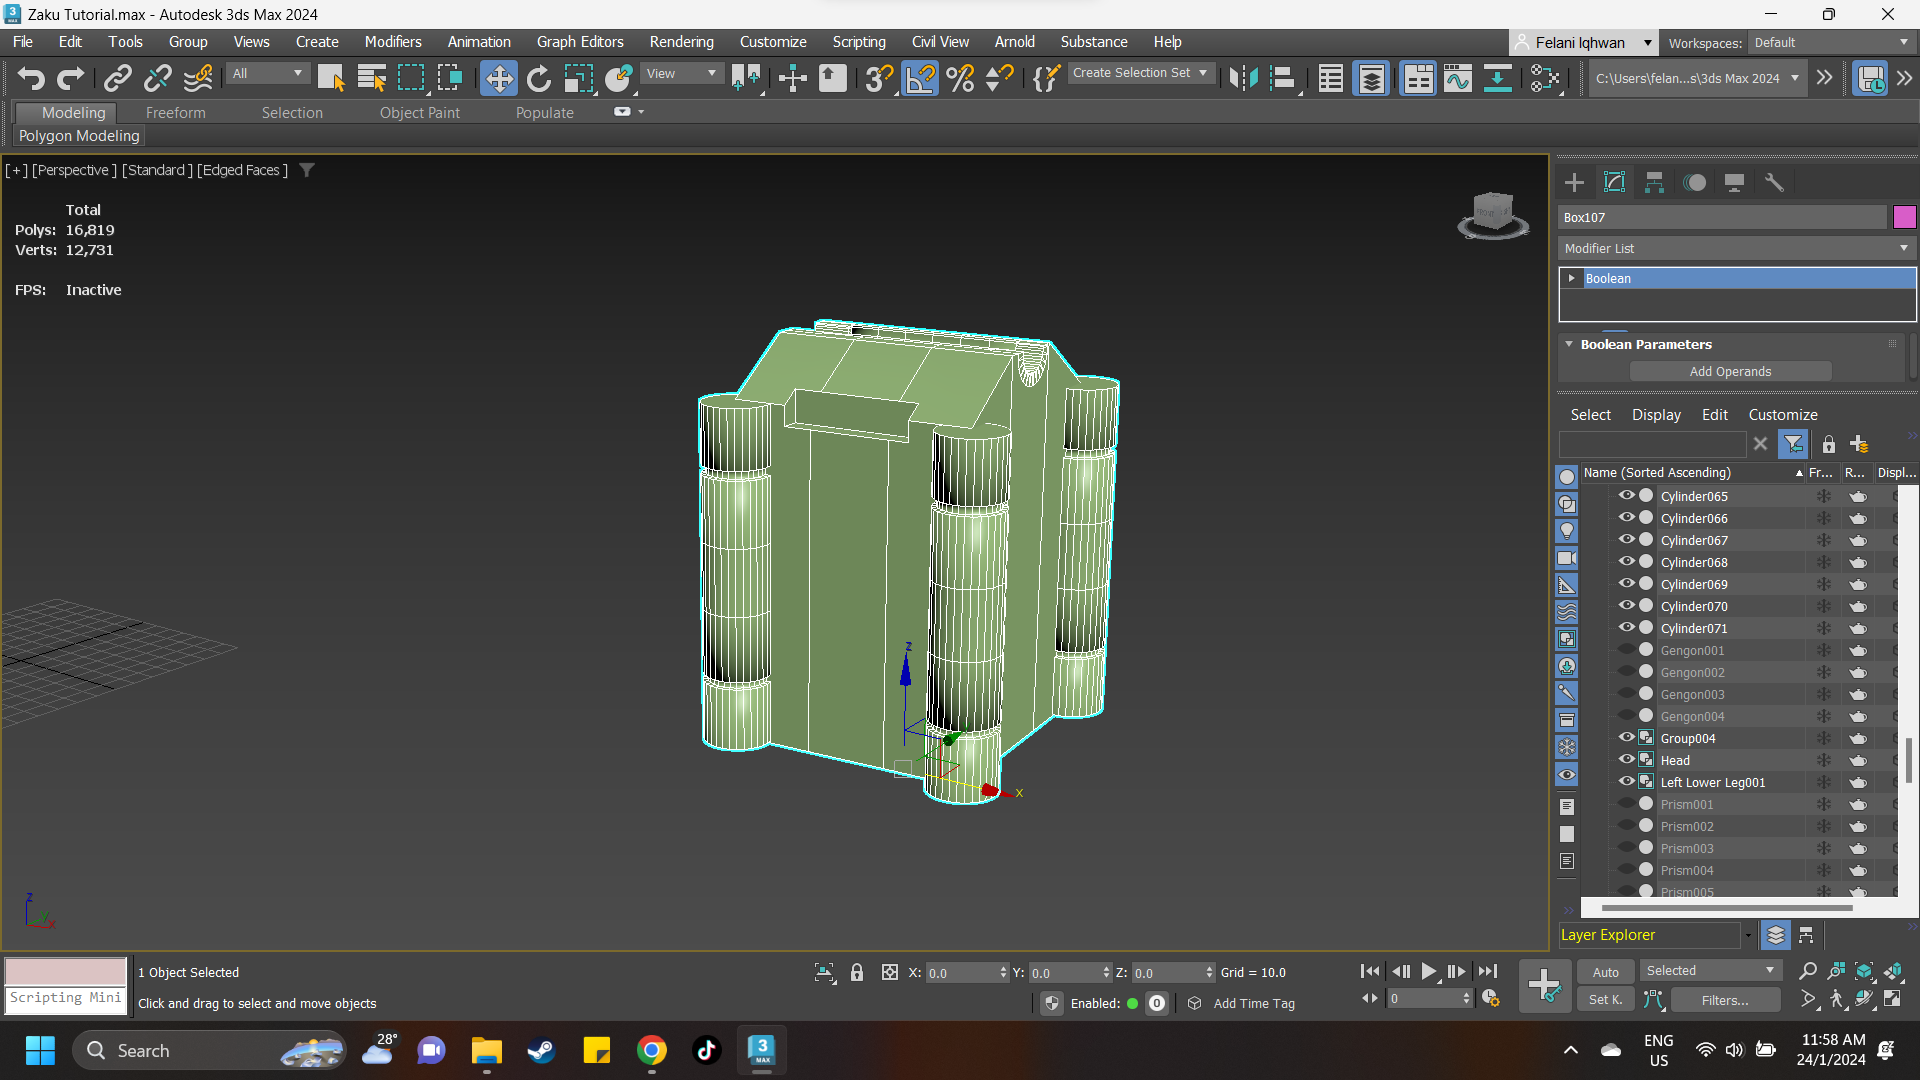 Zaku Tutorial.max - Autodesk 3ds Max 2024
File Edit Tools Group Views Create Modifiers Animation Graph Editors Rendering Customize Scripting Civil View Arnold Substance Help
Felani Iqhwan
Workspaces: Default
All
View
Create Selection Set
C:\Users\felan...s\3ds Max 2024
Modeling Freeform Selection Object Paint Populate
Polygon Modeling
[+] [Perspective] [Standard] [Edged Faces]
Total
Polys: 16,819
Verts: 12,731
FPS: Inactive
FRONT
Box107
Modifier List
Boolean
Boolean Parameters
Add Operands
Select Display Edit Customize
Name (Sorted Ascending) Fr... R... Displ...
Cylinder065
Cylinder066
Cylinder067
Cylinder068
Cylinder069
Cylinder070
Cylinder071
Gengon001
Gengon002
Gengon003
Gengon004
Group004
Head
Left Lower Leg001
Prism001
Prism002
Prism003
Prism004
Prism005
Layer Explorer
z
x
z
y
x
1 Object Selected
Scripting Mini
Click and drag to select and move objects
X: 0.0 Y: 0.0 Z: 0.0 Grid = 10.0
Enabled: 0 Add Time Tag
0
Auto Selected
Set K. Filters...
Search
28°
3
MAX
ENG
US
11:58 AM
24/1/2024